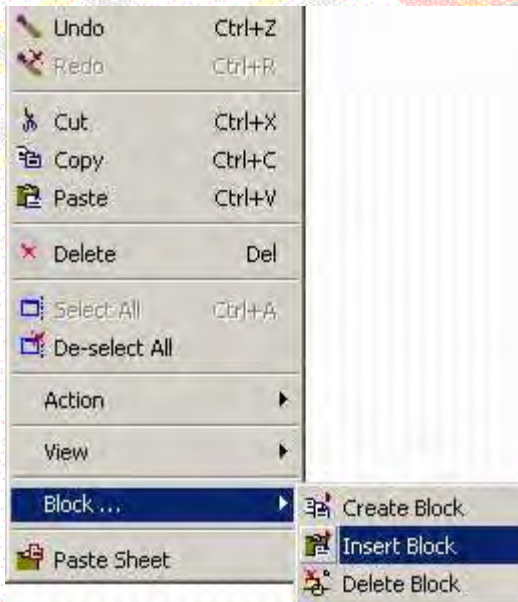 Undo Ctrl+Z
Redo Ctrl+R
Cut Ctrl+X
Copy Ctrl+C
Paste Ctrl+V
Delete Del
Select All Ctrl+A
De-select All
Action
View
Block ...
Create Block
Insert Block
Paste Sheet
Delete Block